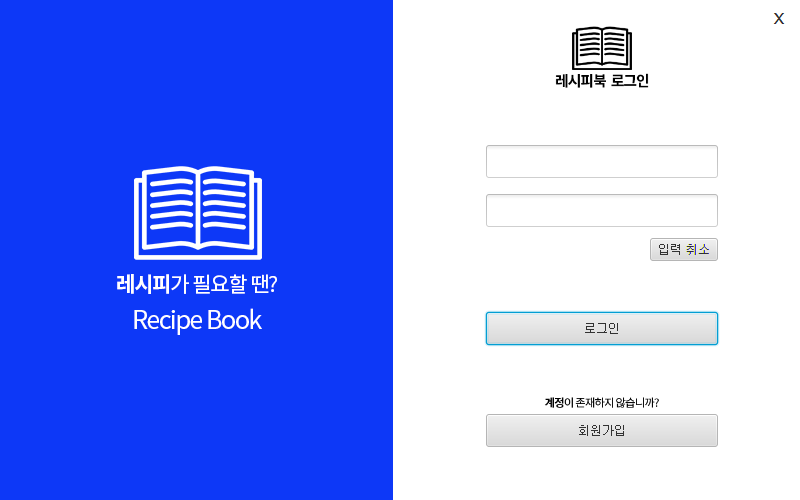 레시피가 필요할 땐?
Recipe Book
X
레시피북 로그인
입력 취소
로그인
계정이 존재하지 않습니까?
회원가입